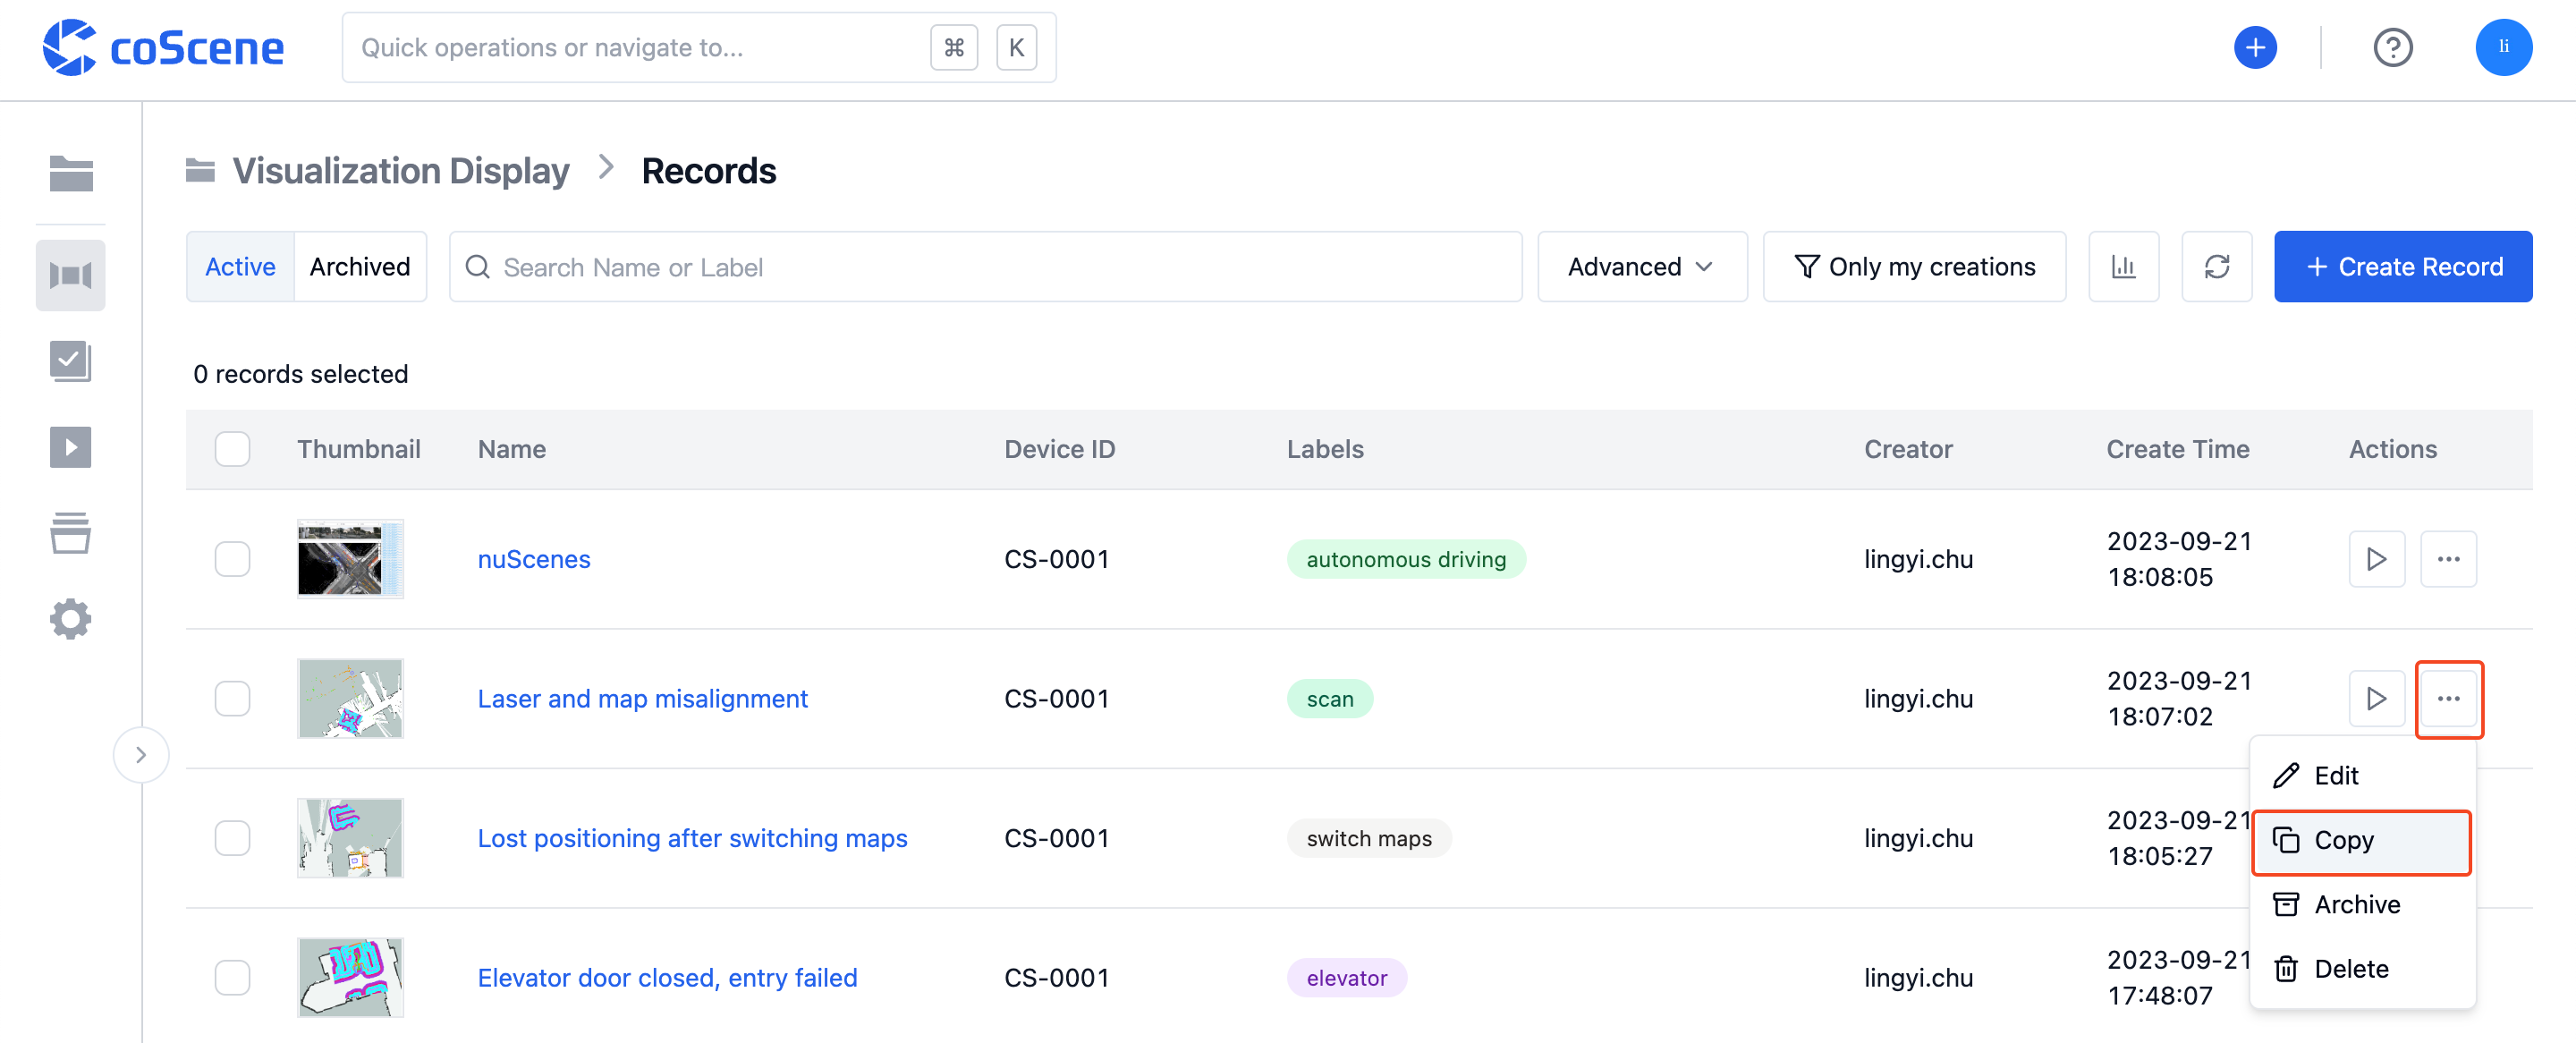 coScene
Quick operations or navigate to...
⌘ K
li
Visualization Display > Records
Active Archived
Search Name or Label
Advanced
Only my creations
+ Create Record
0 records selected
Thumbnail Name Device ID Labels Creator Create Time Actions
nuScenes CS-0001 autonomous driving lingyi.chu 2023-09-21
18:08:05
Laser and map misalignment CS-0001 scan lingyi.chu 2023-09-21
18:07:02
Edit
Lost positioning after switching maps CS-0001 switch maps lingyi.chu 2023-09-21
18:05:27
Copy
Archive
Elevator door closed, entry failed CS-0001 elevator lingyi.chu 2023-09-21
17:48:07
Delete